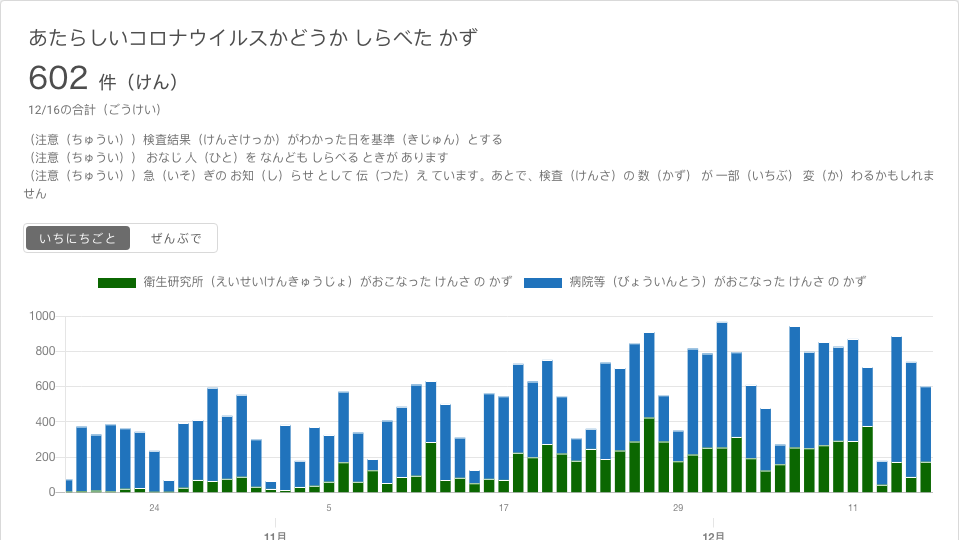 あたらしいコロナウイルスかどうか しらべた かず
602 件（けん）
12/16の合計（ごうけい）
（注意（ちゅうい））検査結果（けんさけっか）がわかった日を基準（きじゅん）とする
（注意（ちゅうい）） おなじ 人（ひと）を なんども しらべる ときが あります
（注意（ちゅうい））急（いそ）ぎの お知（し）らせ として 伝（つた）え ています。あとで、検査（けんさ）の 数（かず） が 一部（いちぶ） 変（か）わるかもしれま
せん
いちにちごと ぜんぶで
衛生研究所（えいせいけんきゅうじょ）がおこなった けんさ の かず 病院等（びょういんとう）がおこなった けんさ の かず
1000
800
600
400
200
0
24 5 17 29 11
11月 12月